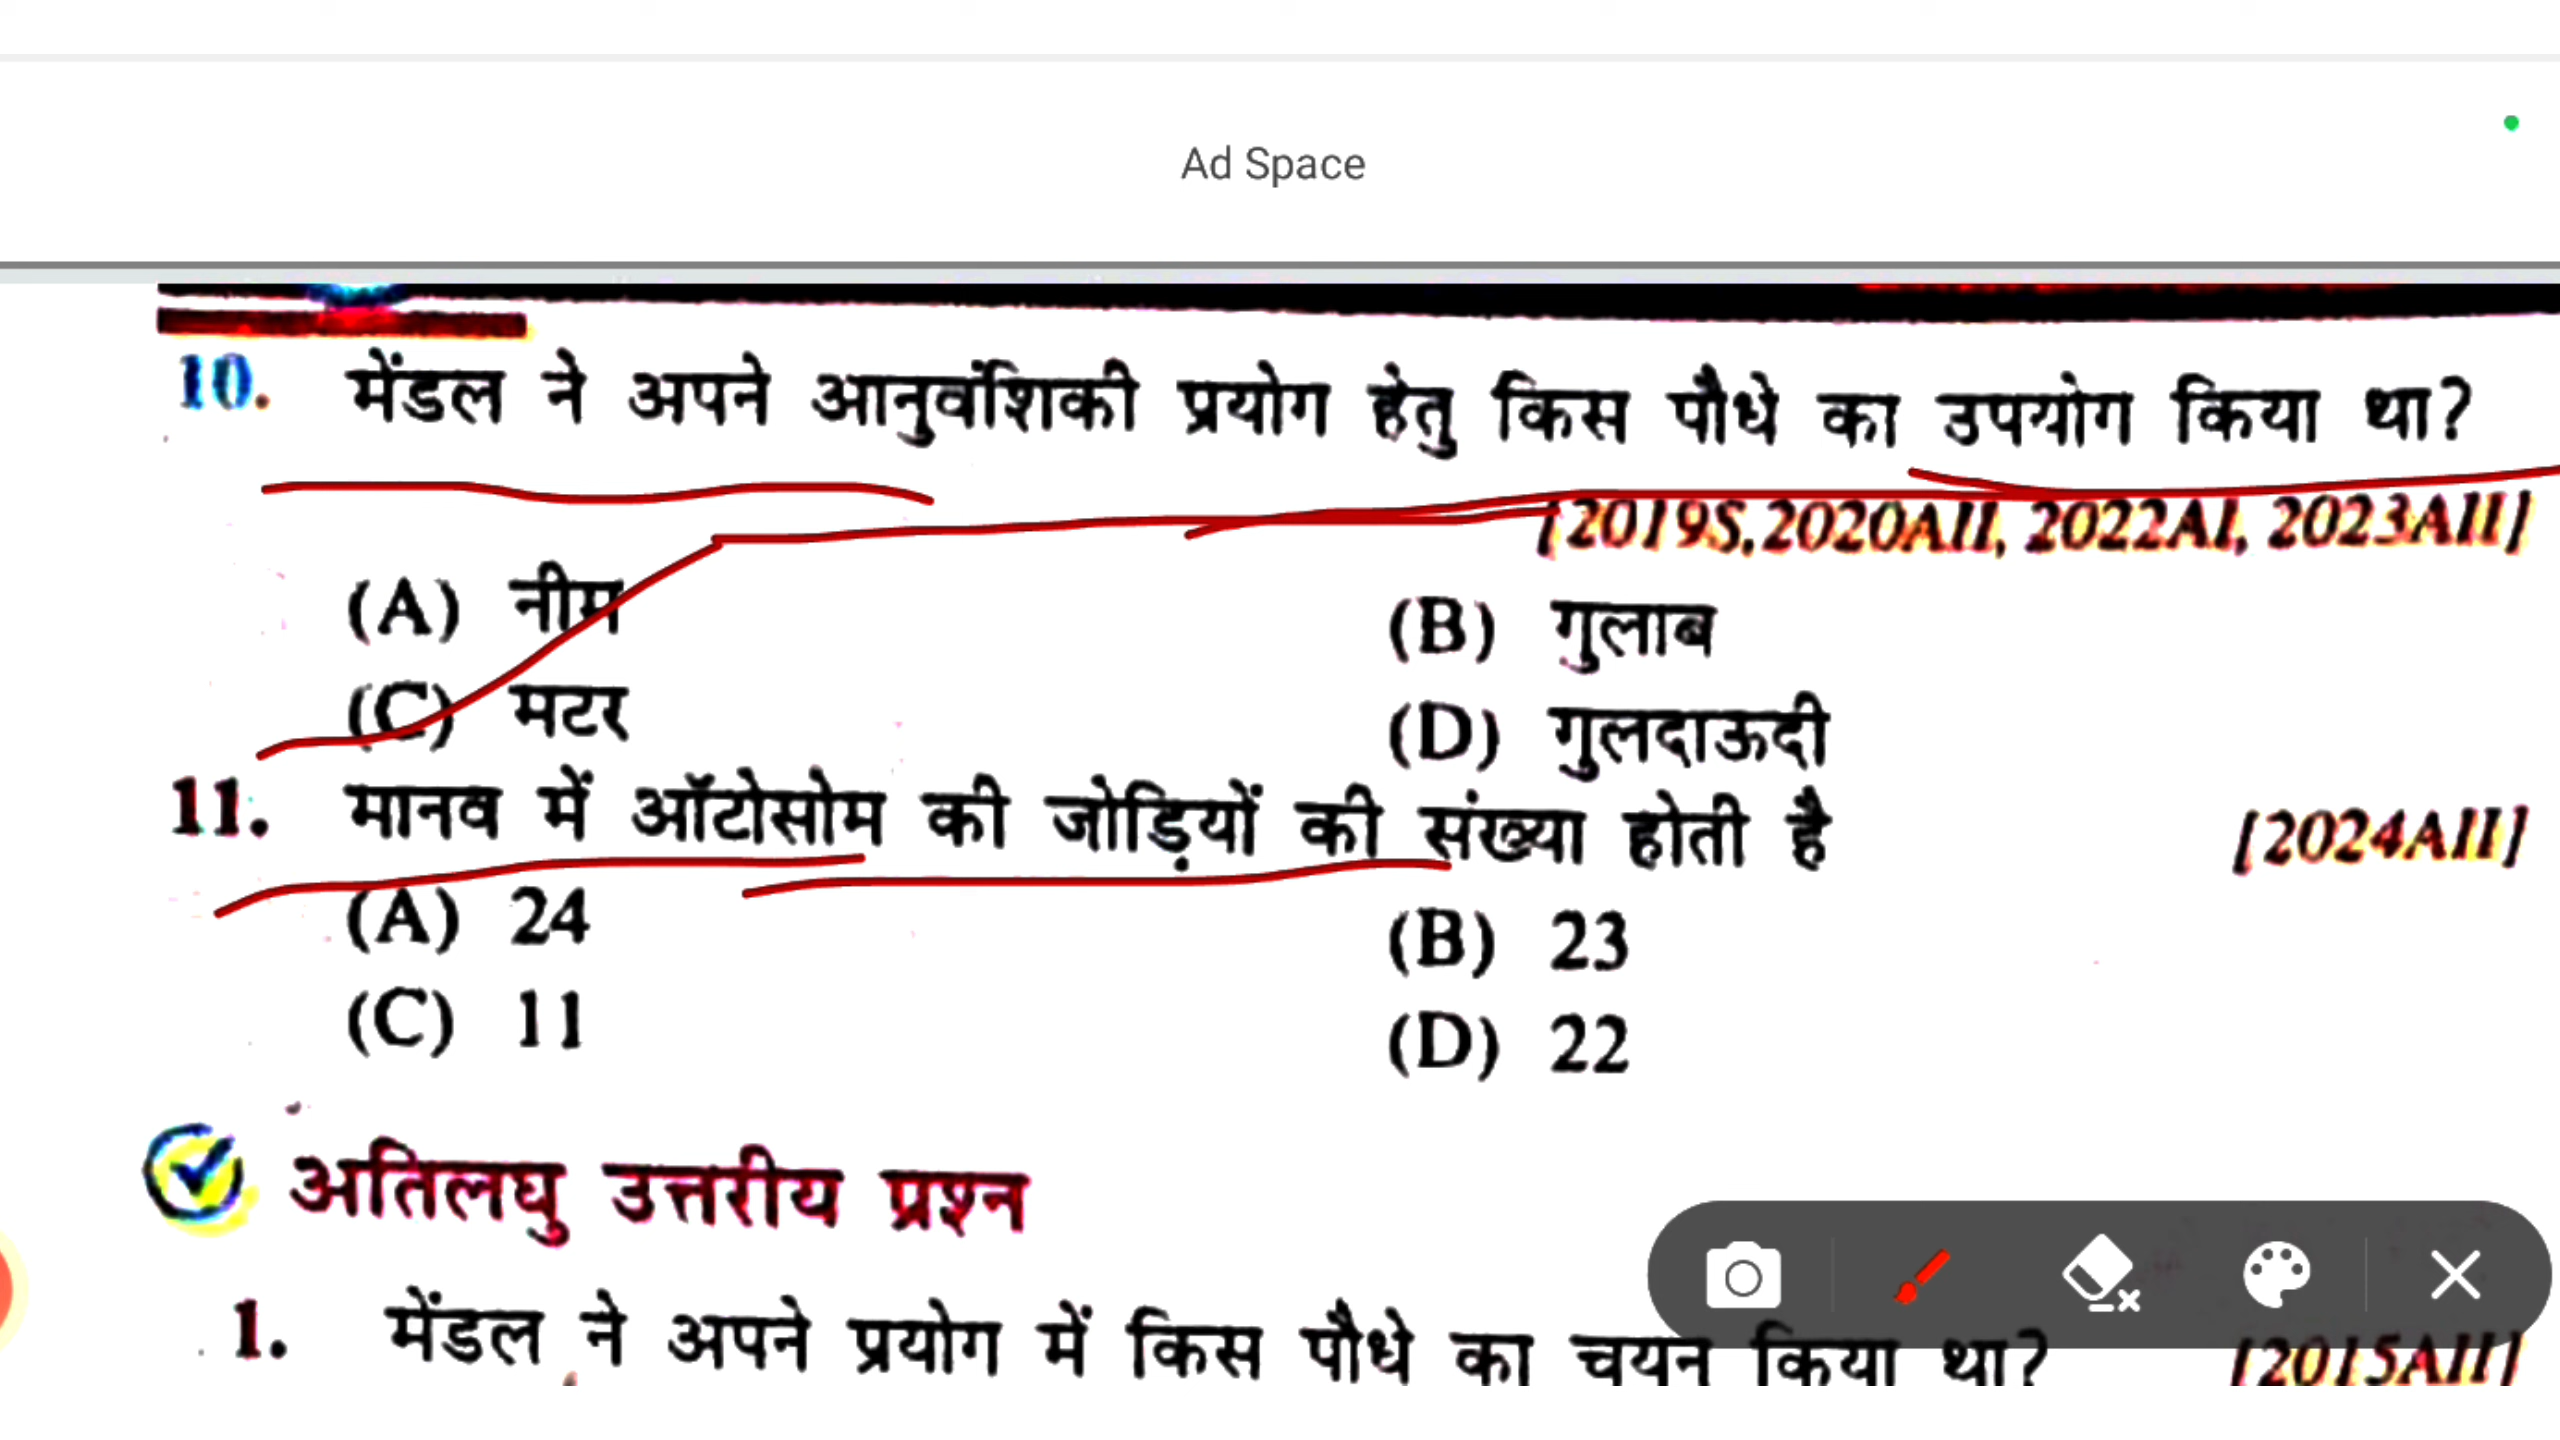 Ad Space
10. मेंडल ने अपने आनुवंशिकी प्रयोग हेतु किस पौधे का उपयोग किया था?
[2019S,2020AII, 2022AI, 2023AII]
(A) नीम (B) गुलाब
(C) मटर (D) गुलदाऊदी
11. मानव में ऑटोसोम की जोड़ियों की संख्या होती है [2024AII]
(A) 24 (B) 23
(C) 11 (D) 22
अतिलघु उत्तरीय प्रश्न
1. मेंडल ने अपने प्रयोग में किस पौधे का चयन किया था? [2015AII]